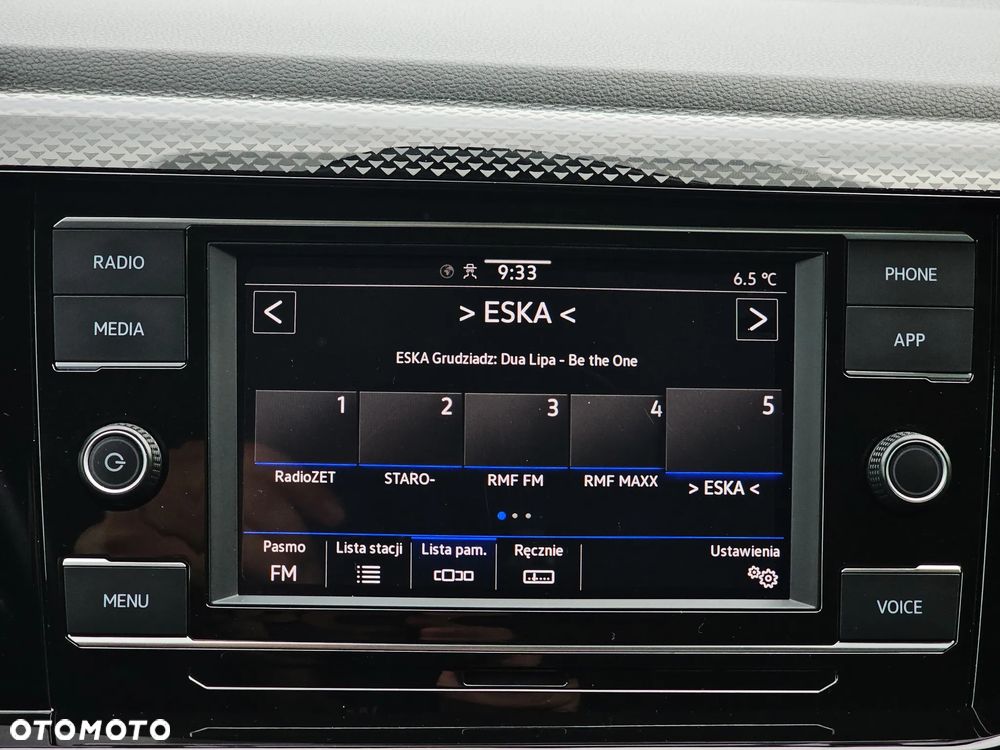 RADIO
MEDIA
MENU
9:33
6.5 °C
<
> ESKA <
>
ESKA Grudziadz: Dua Lipa - Be the One
1 2 3 4 5
RadioZET STARO- RMF FM RMF MAXX > ESKA <
Pasmo Lista stacji Lista pam. Ręcznie Ustawienia
FM
PHONE
APP
VOICE
OTOMOTO